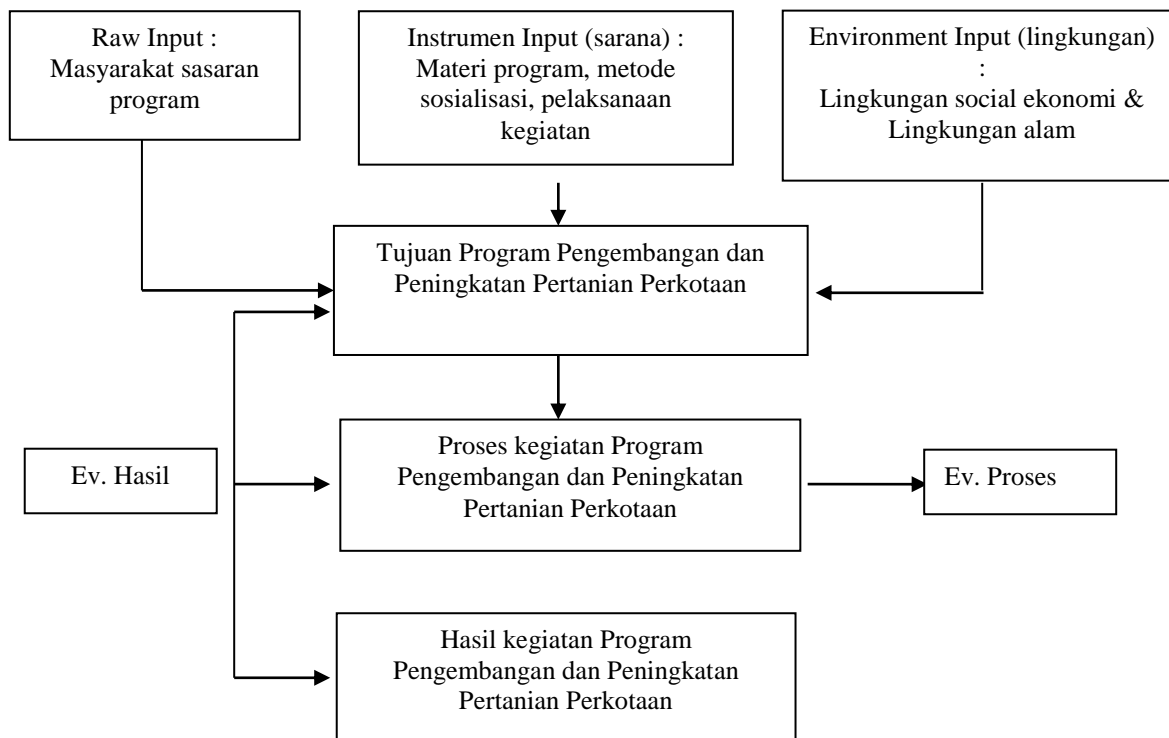 Raw Input :
Masyarakat sasaran
program
Instrumen Input (sarana) :
Materi program, metode
sosialisasi, pelaksanaan
kegiatan
Environment Input (lingkungan)
:
Lingkungan social ekonomi &
Lingkungan alam
Tujuan Program Pengembangan dan
Peningkatan Pertanian Perkotaan
Ev. Hasil
Proses kegiatan Program
Pengembangan dan Peningkatan
Pertanian Perkotaan
Ev. Proses
Hasil kegiatan Program
Pengembangan dan Peningkatan
Pertanian Perkotaan